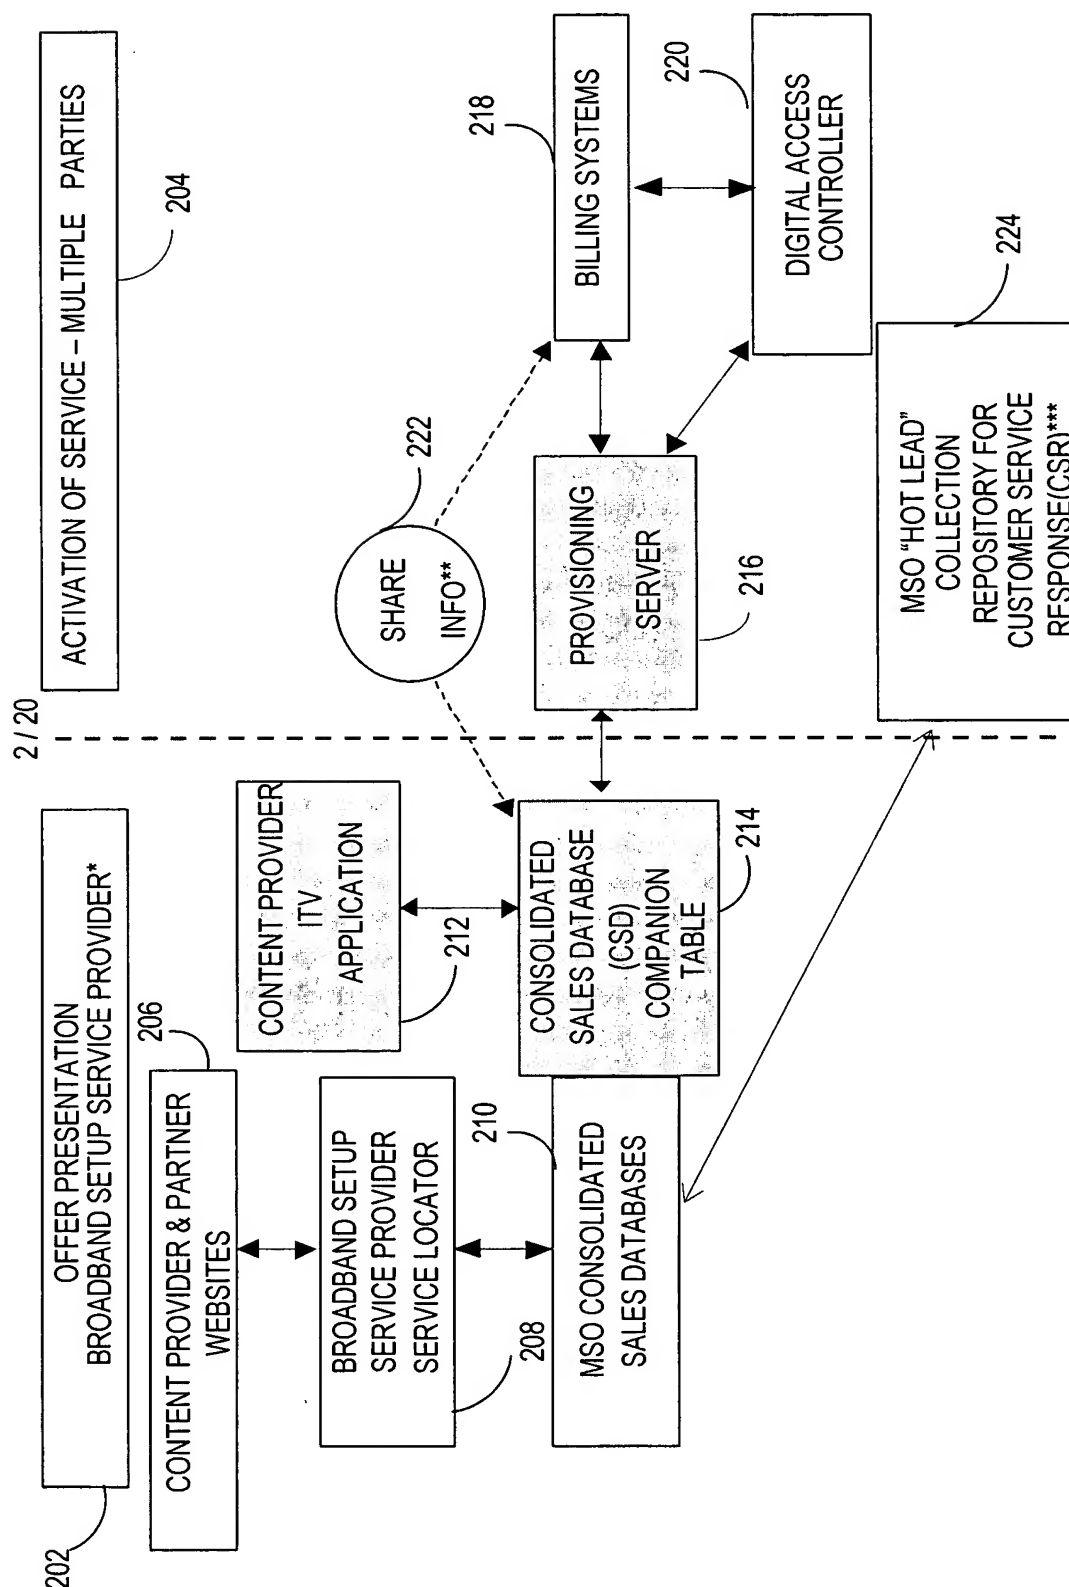 2 / 20
OFFER PRESENTATION
BROADBAND SETUP SERVICE PROVIDER*
202
ACTIVATION OF SERVICE – MULTIPLE PARTIES
204
CONTENT PROVIDER & PARTNER
WEBSITES
206
BROADBAND SETUP
SERVICE PROVIDER
SERVICE LOCATOR
208
MSO CONSOLIDATED
SALES DATABASES
210
CONTENT PROVIDER
ITV
APPLICATION
212
CONSOLIDATED
SALES DATABASE
(CSD)
COMPANION
TABLE
214
SHARE
INFO**
222
PROVISIONING
SERVER
216
BILLING SYSTEMS
218
DIGITAL ACCESS
CONTROLLER
220
MSO “HOT LEAD”
COLLECTION
REPOSITORY FOR
CUSTOMER SERVICE
RESPONSE(CSR)***
224